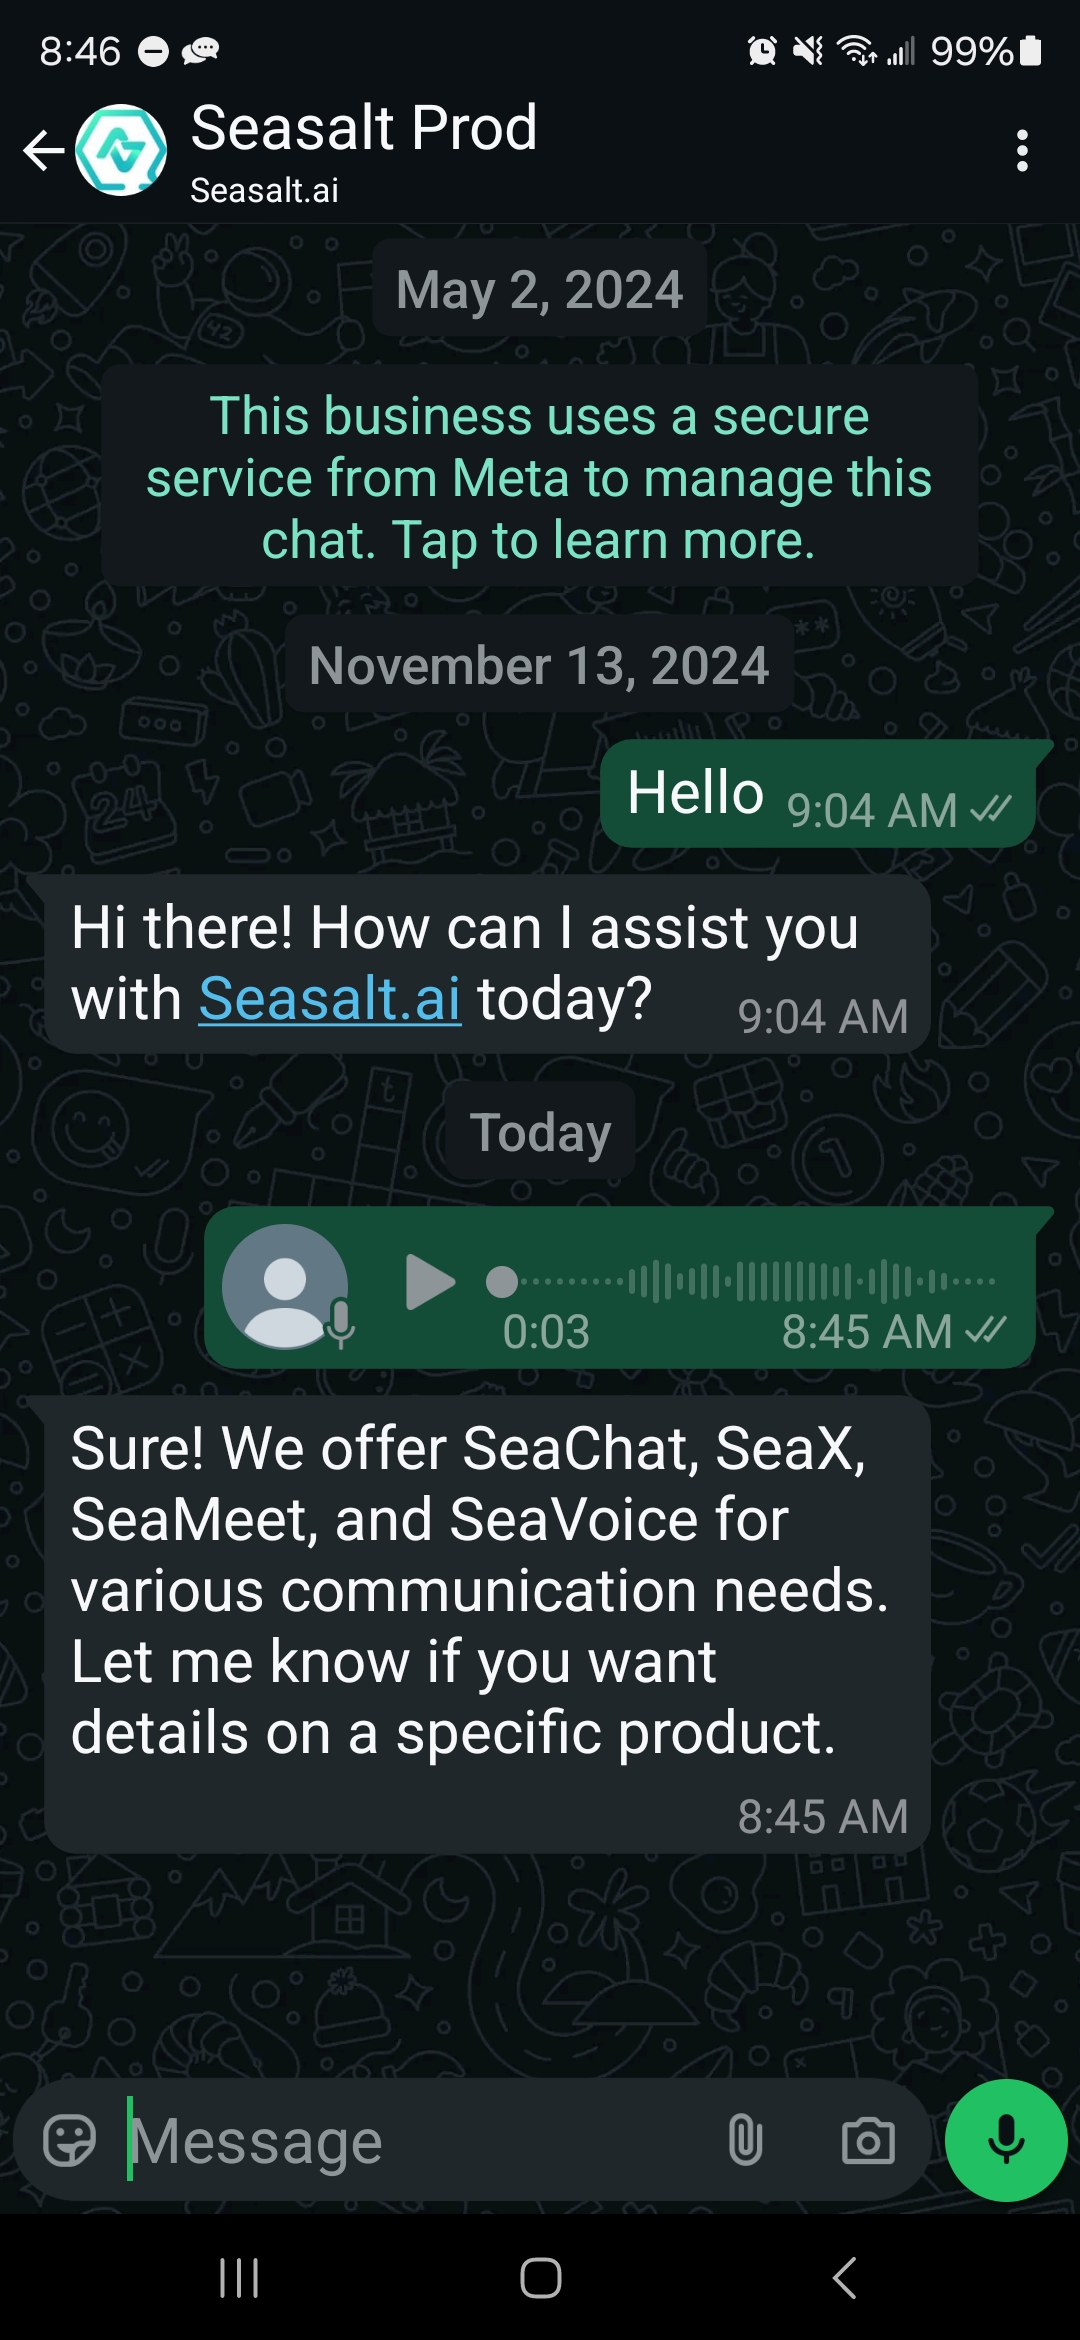 8:46
99%
Seasalt Prod
Seasalt.ai
May 2, 2024
This business uses a secure
service from Meta to manage this
chat. Tap to learn more.
November 13, 2024
Hello 9:04 AM
Hi there! How can I assist you
with Seasalt.ai today? 9:04 AM
Today
0:03 8:45 AM
Sure! We offer SeaChat, SeaX,
SeaMeet, and SeaVoice for
various communication needs.
Let me know if you want
details on a specific product.
8:45 AM
Message